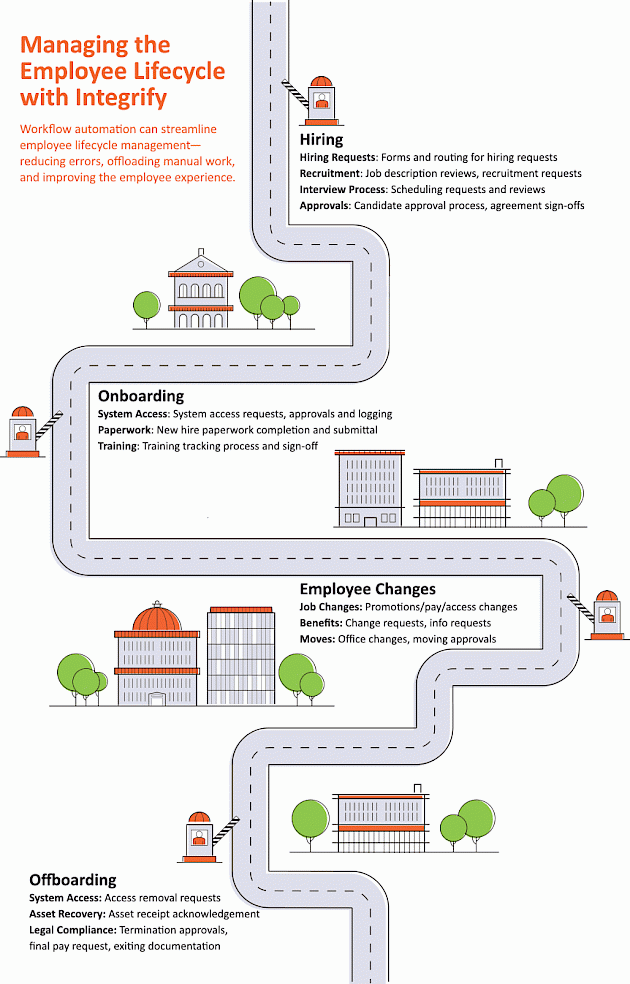 Managing the
Employee Lifecycle
with Integrify
Workflow automation can streamline
employee lifecycle management—
reducing errors, offloading manual work,
and improving the employee experience.
Hiring
Hiring Requests: Forms and routing for hiring requests
Recruitment: Job description reviews, recruitment requests
Interview Process: Scheduling requests and reviews
Approvals: Candidate approval process, agreement sign-offs
Onboarding
System Access: System access requests, approvals and logging
Paperwork: New hire paperwork completion and submittal
Training: Training tracking process and sign-off
Employee Changes
Job Changes: Promotions/pay/access changes
Benefits: Change requests, info requests
Moves: Office changes, moving approvals
Offboarding
System Access: Access removal requests
Asset Recovery: Asset receipt acknowledgement
Legal Compliance: Termination approvals,
final pay request, exiting documentation